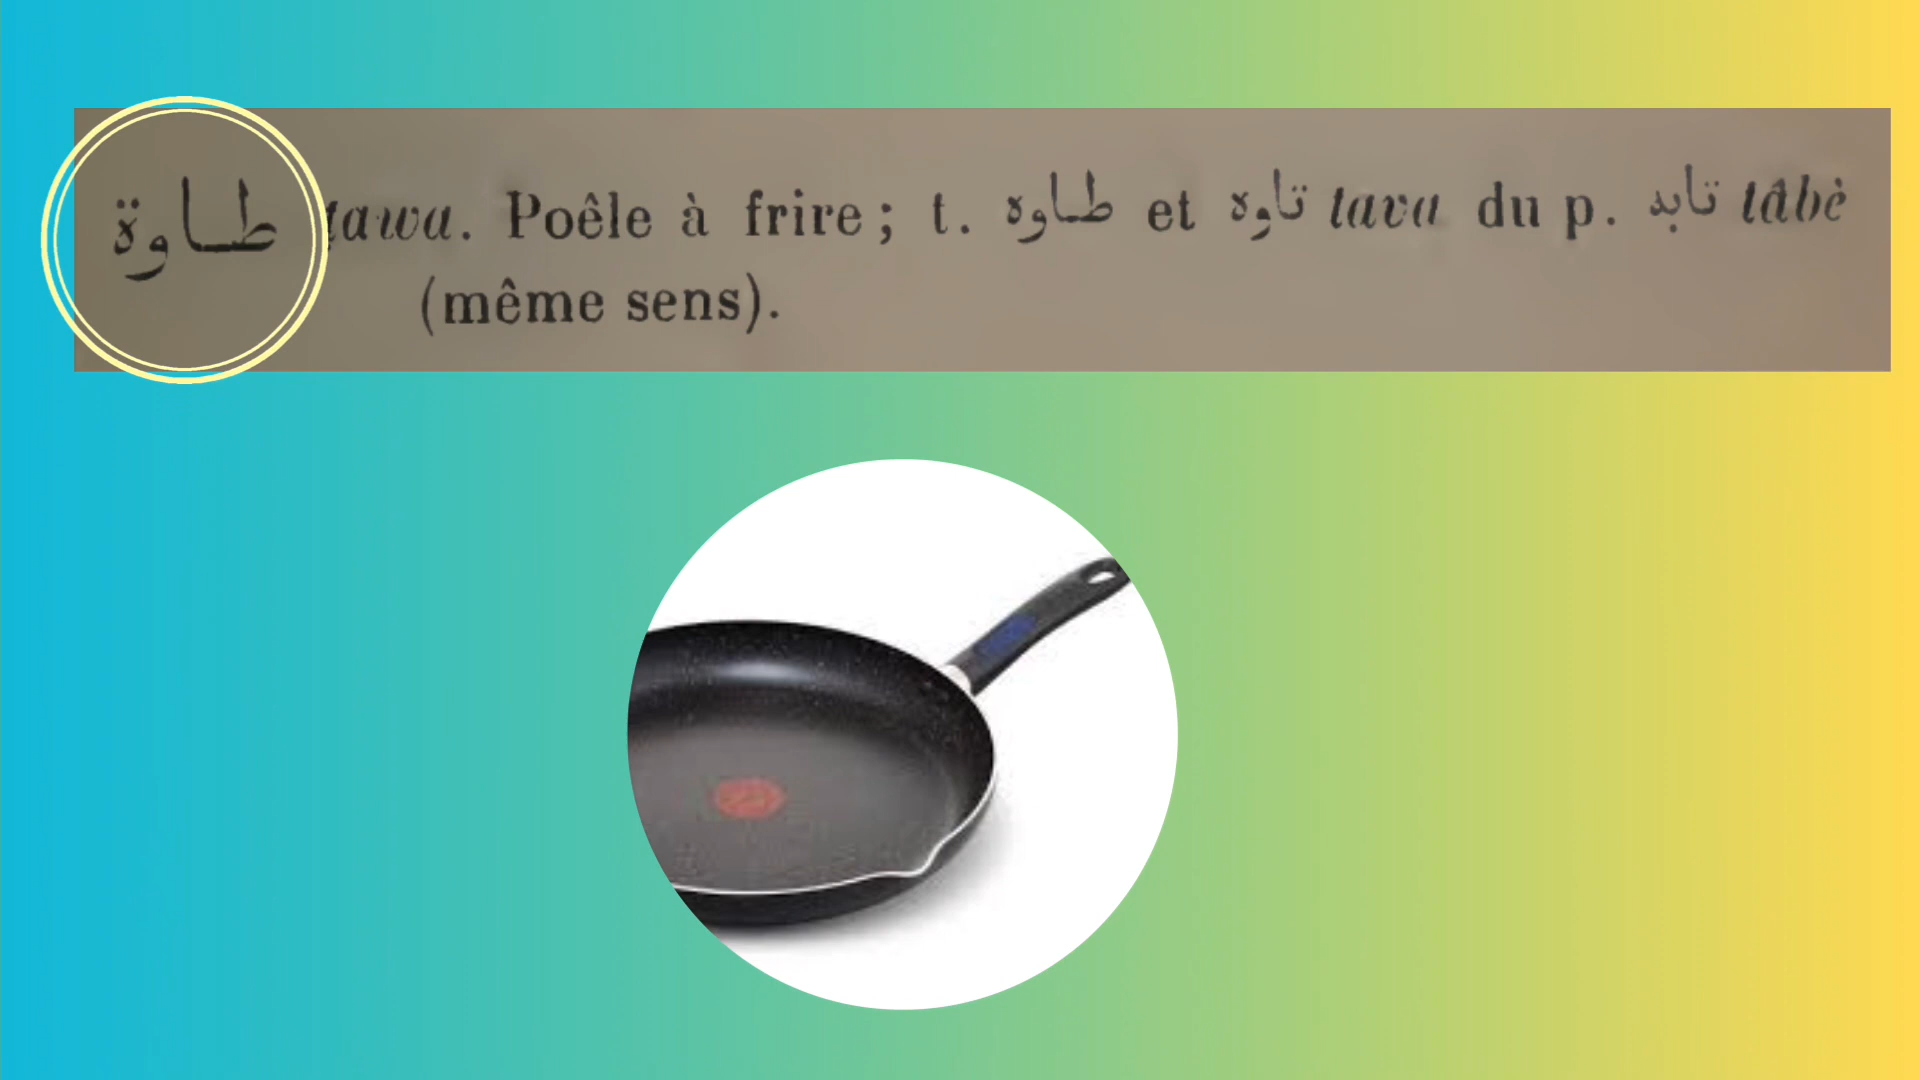 طاوة tawa. Poêle à frire; t. طاوه et تاوه tava du p. تابه tâbè
(même sens).